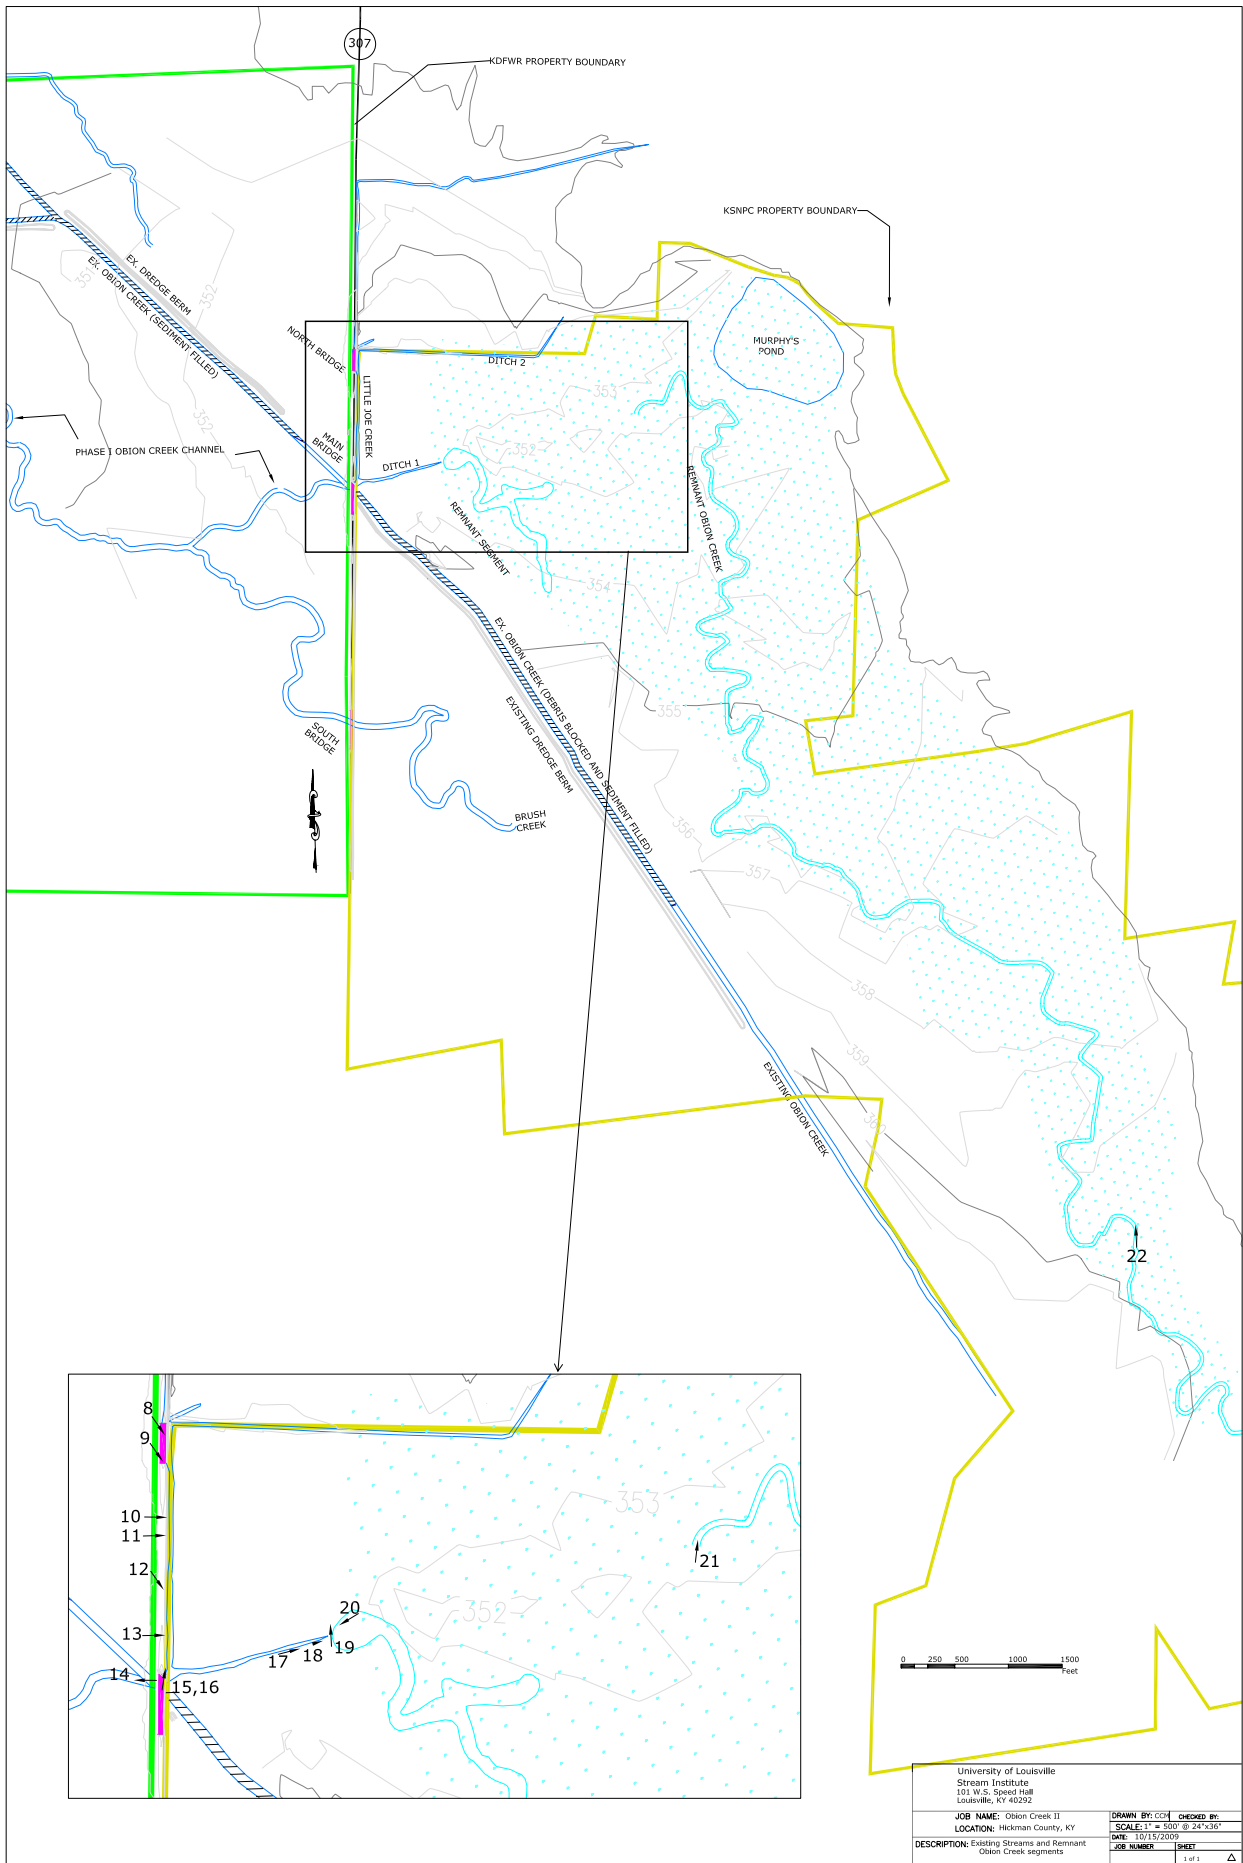 307
KDFWR PROPERTY BOUNDARY
KSNPC PROPERTY BOUNDARY
EX. DREDGE BERM
EX. OBION CREEK (SEDIMENT FILLED)
351
352
352
NORTH BRIDGE
MURPHY'S
POND
DITCH 2
LITTLE JOE CREEK
353
352
MAIN
BRIDGE
PHASE I OBION CREEK CHANNEL
DITCH 1
REMNANT SEGMENT
REMNANT OBION CREEK
354
EX. OBION CREEK (DEBRIS BLOCKED AND SEDIMENT FILLED)
EXISTING DREDGE BERM
355
SOUTH
BRIDGE
BRUSH
CREEK
356
357
358
359
EXISTING OBION CREEK
360
22
8
9
10
11
12
13
14
15,16
17
18
19
20
21
353
352
0 250 500 1000 1500
Feet
University of Louisville
Stream Institute
101 W.S. Speed Hall
Louisville, KY 40292
JOB NAME: Obion Creek II
LOCATION: Hickman County, KY
DESCRIPTION: Existing Streams and Remnant
Obion Creek segments
DRAWN BY: CCM CHECKED BY:
SCALE: 1" = 500' @ 24"x36"
DATE: 10/15/2009
JOB NUMBER SHEET
1 of 1